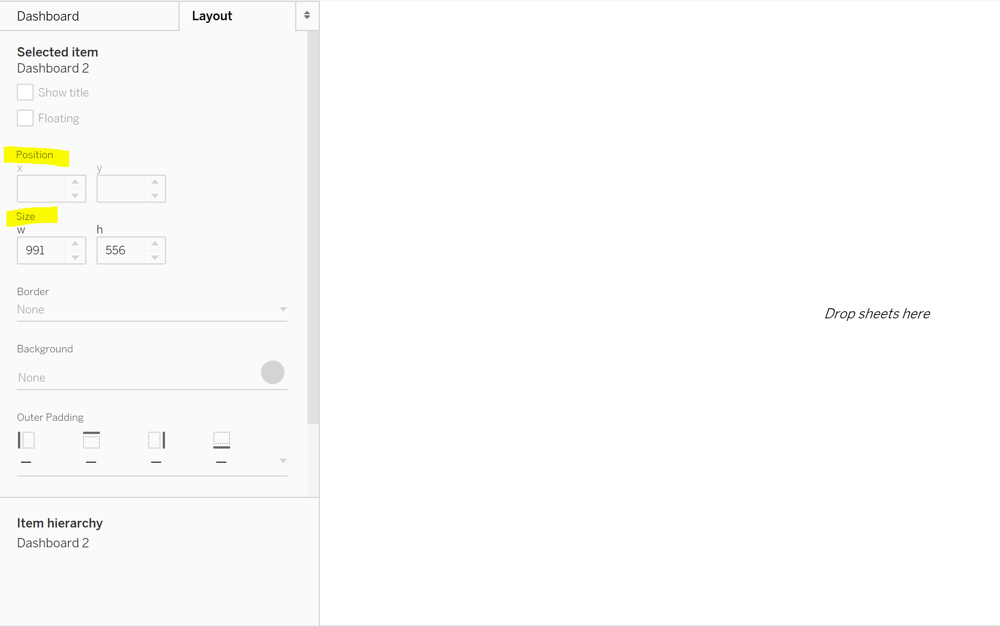 Dashboard
Layout
Selected item
Dashboard 2
Show title
Floating
Position
x y
Size
w h
991 556
Border
None
Background
None
Outer Padding
Item hierarchy
Dashboard 2
Drop sheets here